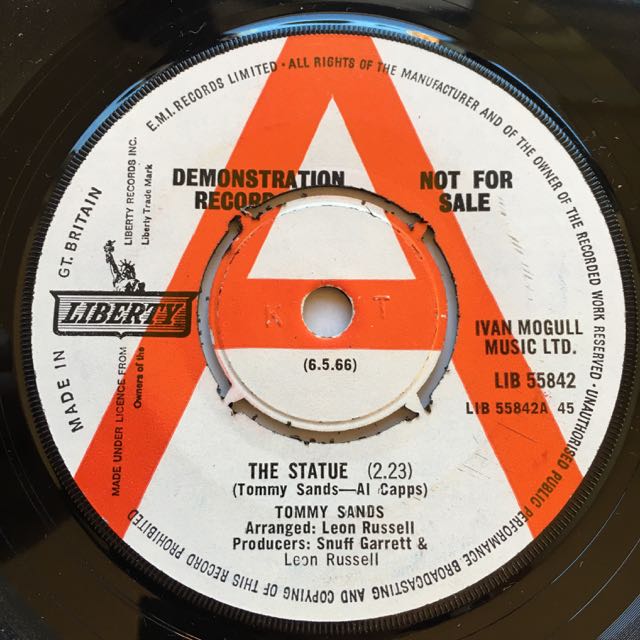 E.M.I. RECORDS LIMITED · ALL RIGHTS OF THE MANUFACTURER AND OF THE OWNER OF THE RECORDED WORK RESERVED · UNAUTHORISED PUBLIC PERFORMANCE BROADCASTING AND COPYING OF THIS RECORD PROHIBITED
MADE IN GT. BRITAIN
MADE UNDER LICENCE FROM LIBERTY RECORDS INC.
Owners of the Liberty Trade Mark
A
DEMONSTRATION NOT FOR
RECORD SALE
LIBERTY
K T
(6.5.66)
IVAN MOGULL
MUSIC LTD.
LIB 55842
LIB 55842A 45
THE STATUE (2.23)
(Tommy Sands—Al Capps)
TOMMY SANDS
Arranged: Leon Russell
Producers: Snuff Garrett &
Leon Russell